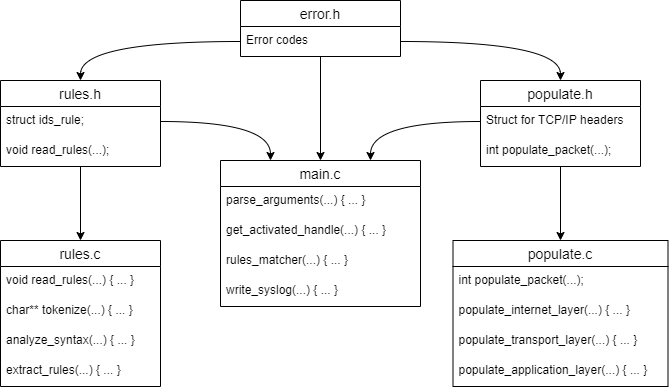 error.h
Error codes
rules.h
struct ids_rule;
void read_rules(...);
populate.h
Struct for TCP/IP headers
int populate_packet(...);
main.c
parse_arguments(...) { ... }
get_activated_handle(...) { ... }
rules_matcher(...) { ... }
write_syslog(...) { ... }
rules.c
void read_rules(...) { ... }
char** tokenize(...) { ... }
analyze_syntax(...) { ... }
extract_rules(...) { ... }
populate.c
int populate_packet(...);
populate_internet_layer(...) { ... }
populate_transport_layer(...) { ... }
populate_application_layer(...) { ... }